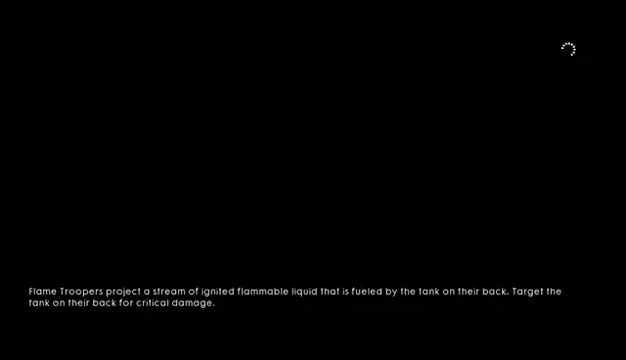 Flame Troopers project a stream of ignited flammable liquid that is fueled by the tank on their back. Target the
tank on their back for critical damage.